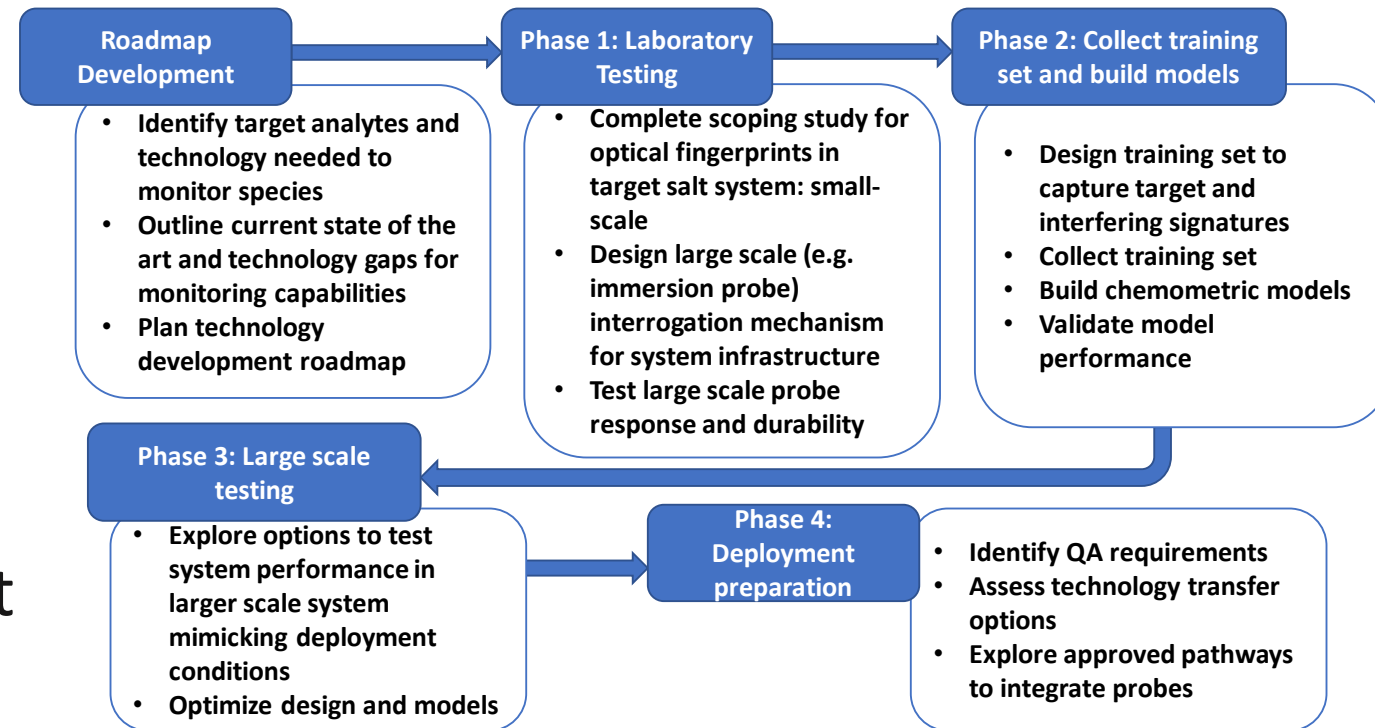 Roadmap
Development
• Identify target analytes and
technology needed to
monitor species
• Outline current state of the
art and technology gaps for
monitoring capabilities
• Plan technology
development roadmap
Phase 1: Laboratory
Testing
• Complete scoping study for
optical fingerprints in
target salt system: small-
scale
• Design large scale (e.g.
immersion probe)
interrogation mechanism
for system infrastructure
• Test large scale probe
response and durability
Phase 2: Collect training
set and build models
• Design training set to
capture target and
interfering signatures
• Collect training set
• Build chemometric models
• Validate model
performance
Phase 3: Large scale
testing
• Explore options to test
system performance in
larger scale system
mimicking deployment
conditions
• Optimize design and models
Phase 4:
Deployment
preparation
• Identify QA requirements
• Assess technology transfer
options
• Explore approved pathways
to integrate probes
t